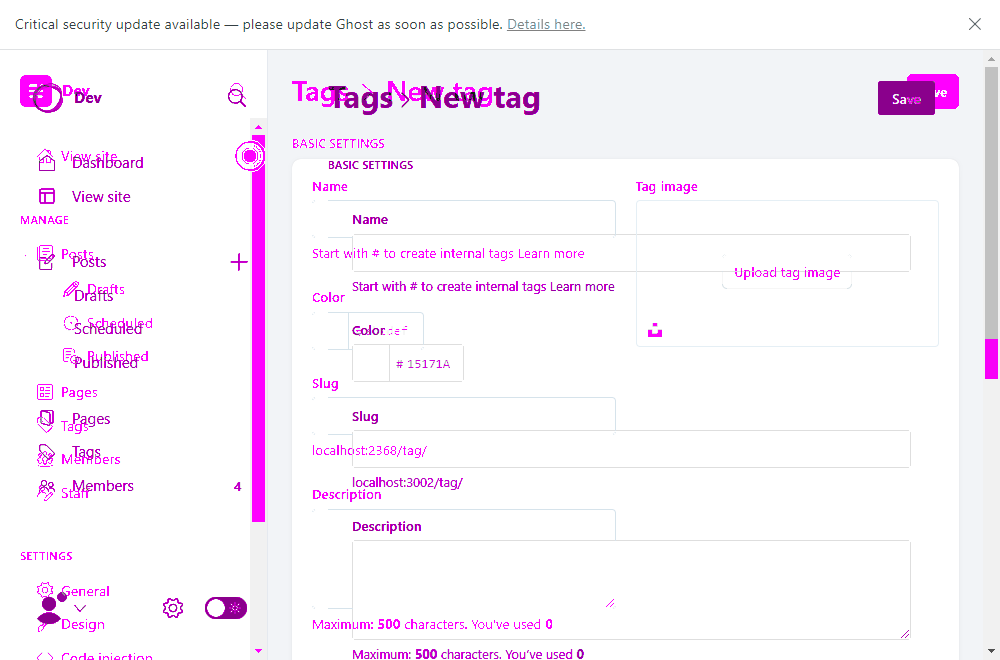 Critical security update available — please update Ghost as soon as possible. Details here.
Dev
Dev
View site
Dashboard
View site
MANAGE
Posts
Posts
Drafts
Drafts
Scheduled
Scheduled
Published
Published
Pages
Pages
Tags
Tags
Members
Members 4
Staff
SETTINGS
General
Design
Code injection
Tags > New tag
Tags > New tag
Save
BASIC SETTINGS
BASIC SETTINGS
Name
Name
Start with # to create internal tags Learn more
Start with # to create internal tags Learn more
Color
Color
# 15171A
Slug
Slug
localhost:2368/tag/
localhost:3002/tag/
Description
Description
Maximum: 500 characters. You've used 0
Maximum: 500 characters. You've used 0
Tag image
Upload tag image